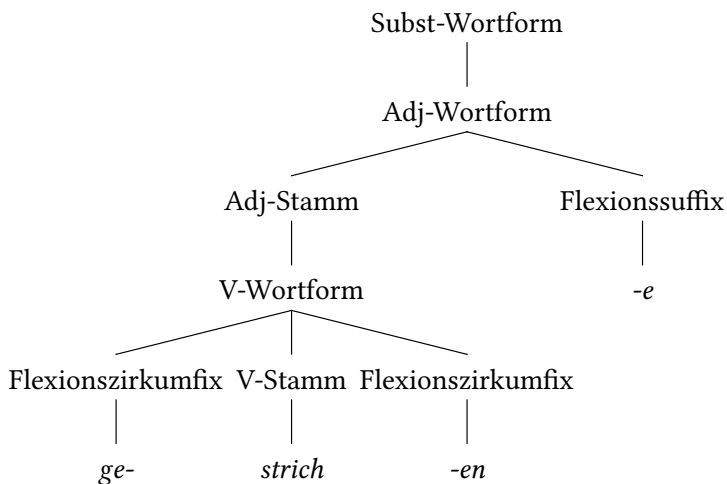 Subst-Wortform
Adj-Wortform
Adj-Stamm Flexionssuffix
V-Wortform -e
Flexionszirkumfix V-Stamm Flexionszirkumfix
ge- strich -en